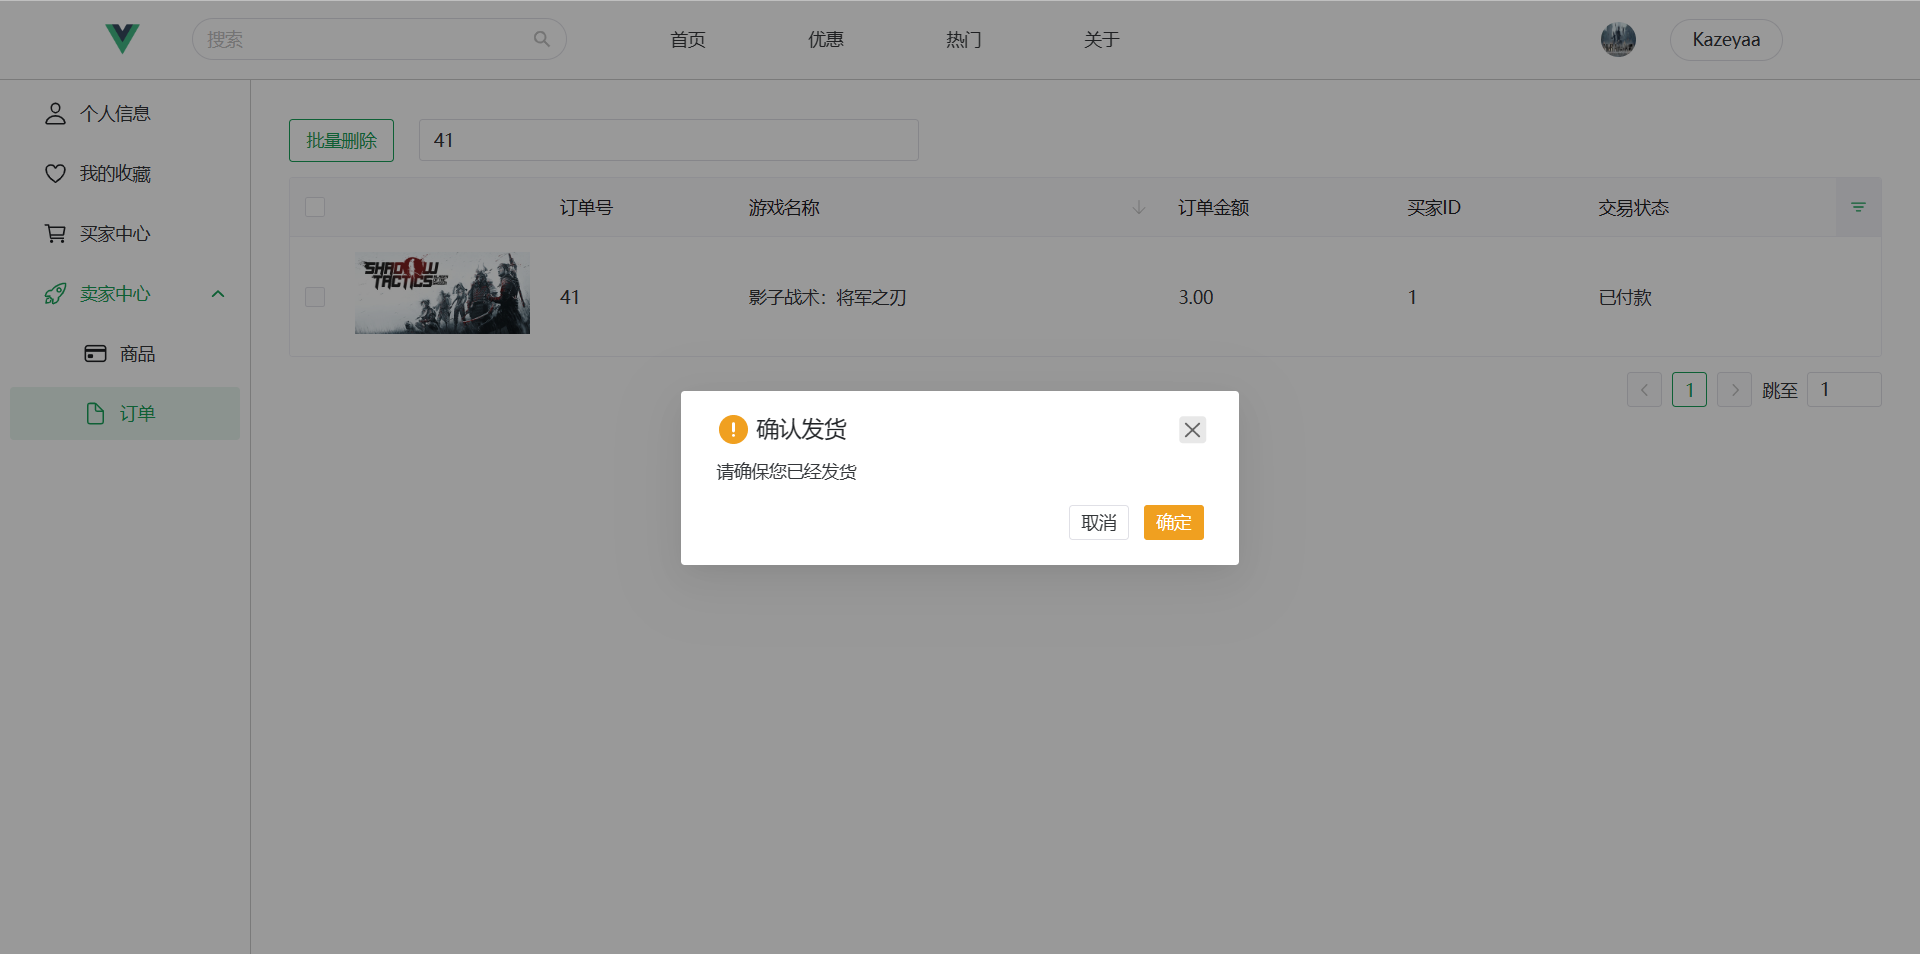 搜索
首页
优惠
热门
关于
Kazeyaa
个人信息
我的收藏
买家中心
卖家中心
商品
订单
批量删除
41
订单号
游戏名称
订单金额
买家ID
交易状态
SHADOW
TACTICS
41
影子战术：将军之刃
3.00
1
已付款
1
跳至
1
确认发货
请确保您已经发货
取消
确定